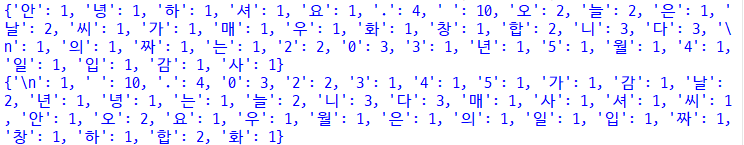 {'안': 1, '녕': 1, '하': 1, '셔': 1, '요': 1, '.': 4, ' ': 10, '오': 2, '늘': 2, '은': 1, '
날': 2, '씨': 1, '가': 1, '매': 1, '우': 1, '화': 1, '창': 1, '합': 2, '니': 3, '다': 3, '\
n': 1, '의': 1, '짜': 1, '는': 1, '2': 2, '0': 3, '3': 1, '년': 1, '5': 1, '월': 1, '4': 1,
'일': 1, '입': 1, '감': 1, '사': 1}
{'\n': 1, ' ': 10, '.': 4, '0': 3, '2': 2, '3': 1, '4': 1, '5': 1, '가': 1, '감': 1, '날':
2, '년': 1, '녕': 1, '는': 1, '늘': 2, '니': 3, '다': 3, '매': 1, '사': 1, '셔': 1, '씨': 1
, '안': 1, '오': 2, '요': 1, '우': 1, '월': 1, '은': 1, '의': 1, '일': 1, '입': 1, '짜': 1,
'창': 1, '하': 1, '합': 2, '화': 1}